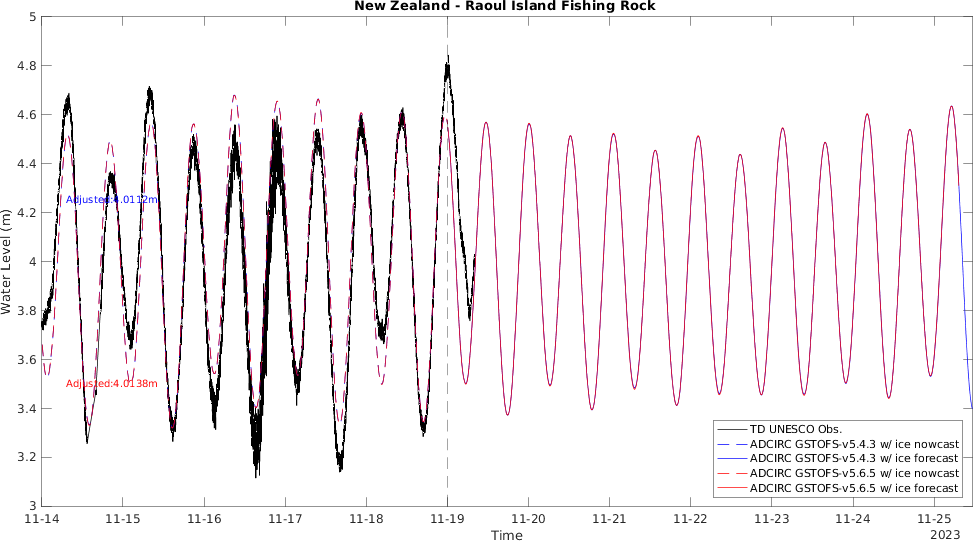 New Zealand - Raoul Island Fishing Rock
5
4.8
4.6
4.4
4.2
4
3.8
3.6
3.4
3.2
3
Water Level (m)
Adjusted:4.0112m
Adjusted:4.0138m
TD UNESCO Obs.
ADCIRC GSTOFS-v5.4.3 w/ ice nowcast
ADCIRC GSTOFS-v5.4.3 w/ ice forecast
ADCIRC GSTOFS-v5.6.5 w/ ice nowcast
ADCIRC GSTOFS-v5.6.5 w/ ice forecast
11-14 11-15 11-16 11-17 11-18 11-19 11-20 11-21 11-22 11-23 11-24 11-25
Time
2023